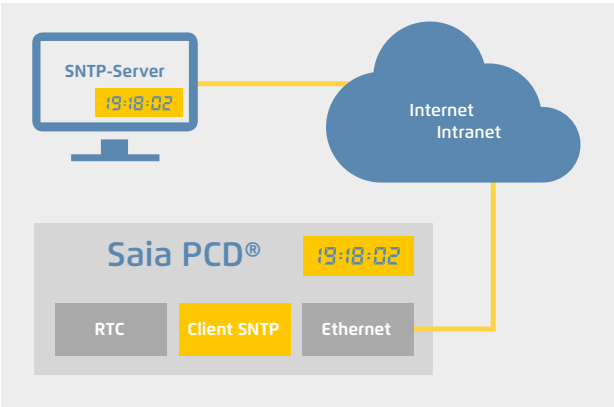 SNTP-Server
19:18:02
Internet
Intranet
Saia PCD®
19:18:02
RTC
Client SNTP
Ethernet